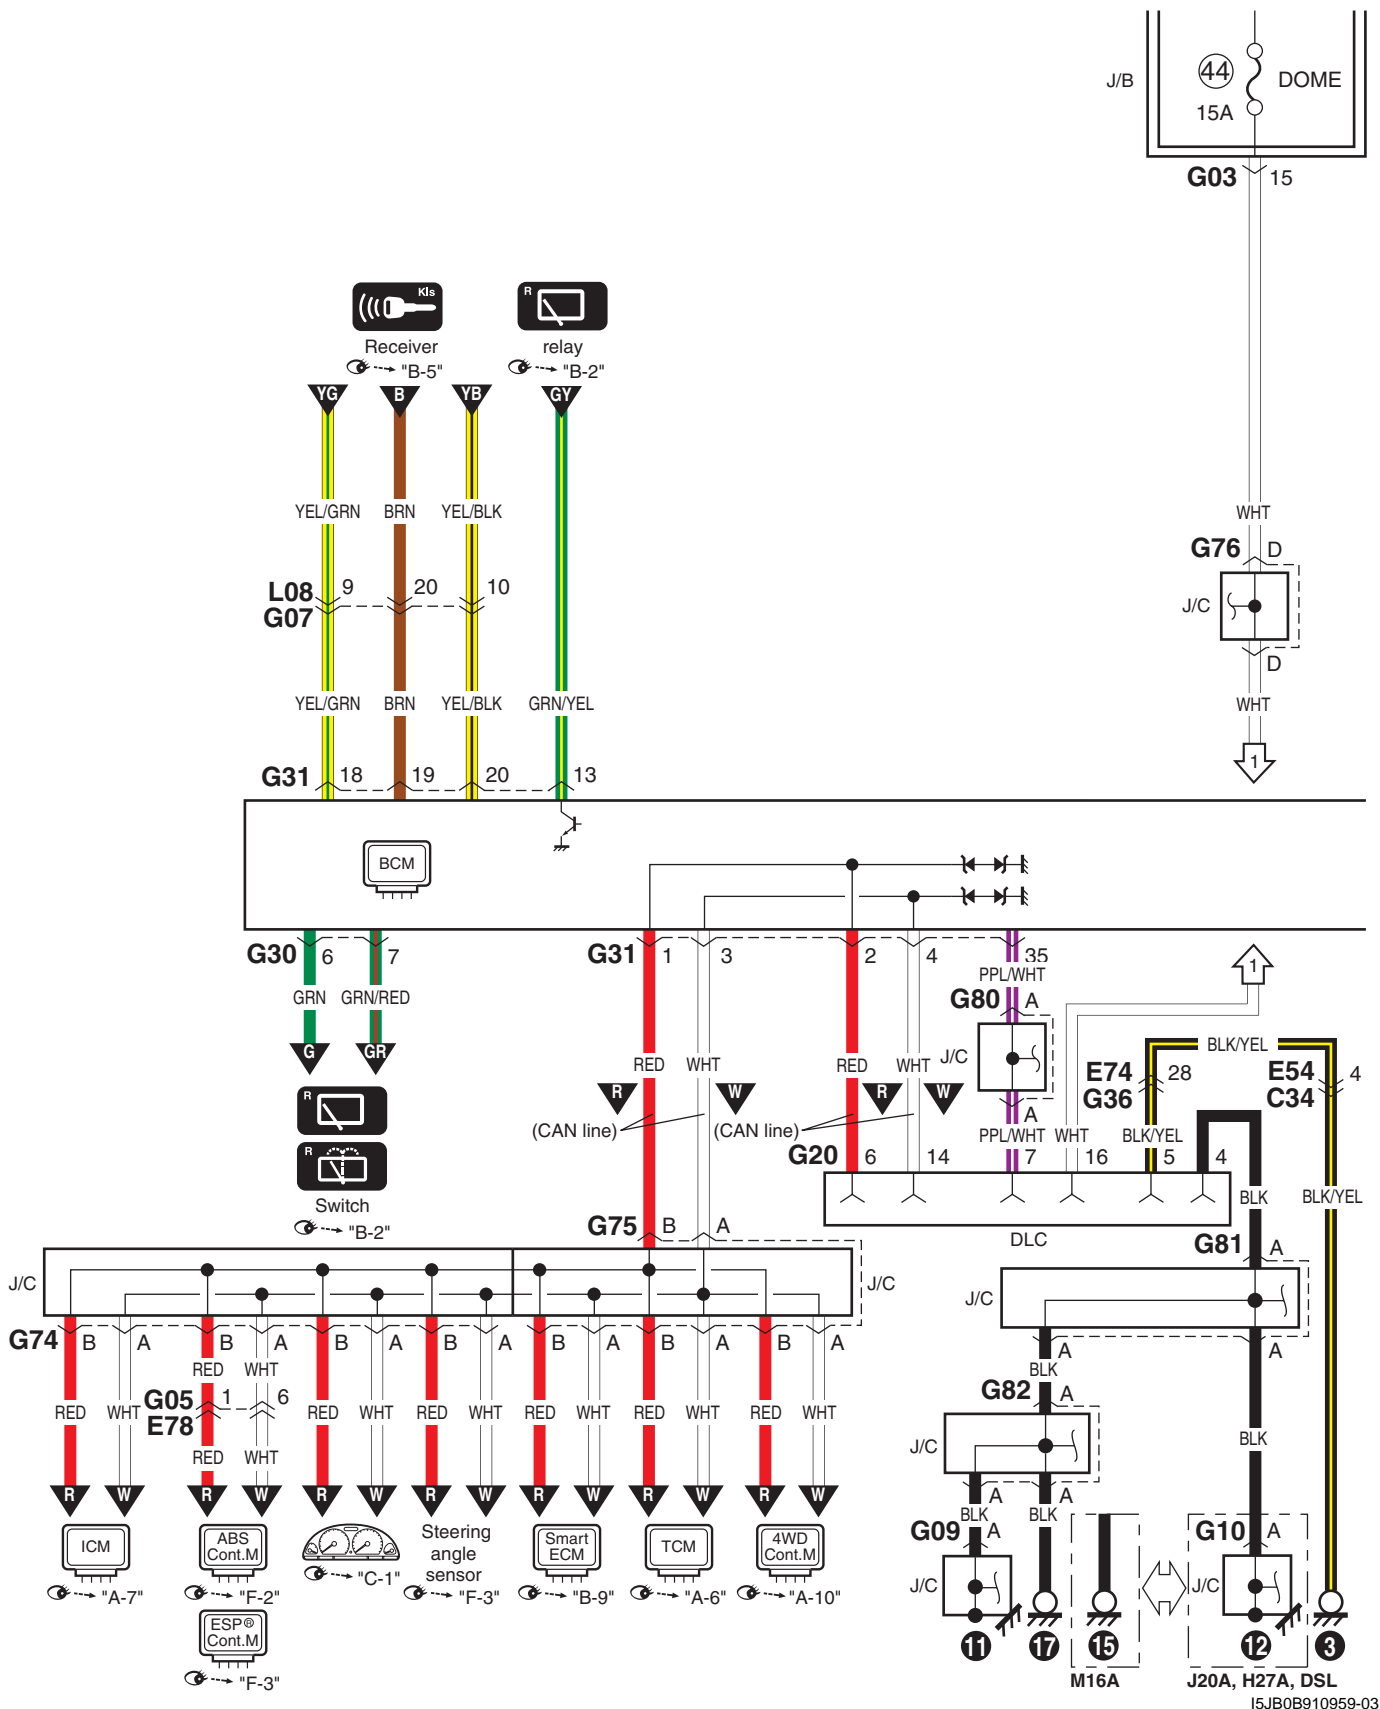 J/B
44
DOME
15A
G03
15
WHT
G76
D
J/C
D
WHT
1
KIs
R
Receiver
relay
"B-5"
"B-2"
YG
B
YB
GY
YEL/GRN
BRN
YEL/BLK
L08
9
20
10
G07
YEL/GRN
BRN
YEL/BLK
GRN/YEL
G31
18
19
20
13
BCM
G30
6
7
G31
1
3
2
4
35
PPL/WHT
1
GRN
GRN/RED
G80
A
G
GR
RED
WHT
RED
WHT
J/C
BLK/YEL
E74
28
E54
4
G36
C34
R
W
R
W
R
A
(CAN line)
(CAN line)
PPL/WHT
WHT
BLK/YEL
G20
6
14
7
16
5
4
R
Switch
"B-2"
BLK
BLK/YEL
G75
B
A
DLC
G81
A
J/C
J/C
J/C
G74
B
A
B
A
B
A
B
A
B
A
B
A
B
A
A
A
RED
WHT
BLK
G05
1
6
E78
G82
A
RED
WHT
RED
WHT
RED
WHT
RED
WHT
RED
WHT
RED
WHT
J/C
BLK
RED
WHT
R
W
R
W
R
W
R
W
R
W
R
W
R
W
A
A
BLK
BLK
G09
A
G10
A
ICM
ABS
Cont.M
Steering
angle
sensor
Smart
ECM
TCM
4WD
Cont.M
"A-7"
"F-2"
"C-1"
"F-3"
"B-9"
"A-6"
"A-10"
J/C
J/C
ESP®
Cont.M
"F-3"
11
17
15
12
3
M16A
J20A, H27A, DSL
I5JB0B910959-03